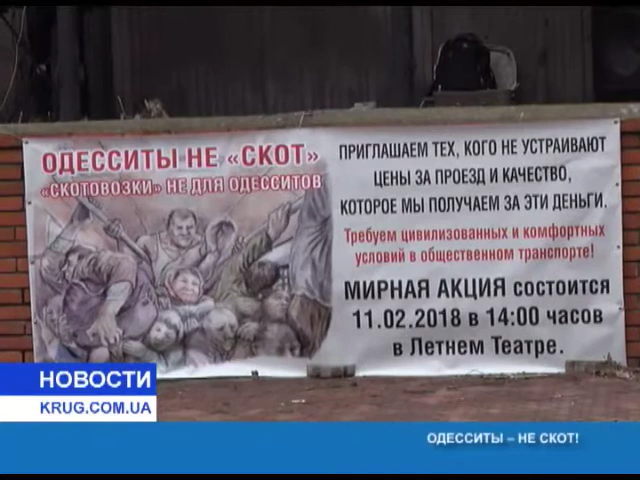 ОДЕССИТЫ НЕ «СКОТ»
«СКОТОВОЗКИ» НЕ ДЛЯ ОДЕССИТОВ
ПРИГЛАШАЕМ ТЕХ, КОГО НЕ УСТРАИВАЮТ
ЦЕНЫ ЗА ПРОЕЗД И КАЧЕСТВО,
КОТОРОЕ МЫ ПОЛУЧАЕМ ЗА ЭТИ ДЕНЬГИ.
Требуем цивилизованных и комфортных
условий в общественном транспорте!
МИРНАЯ АКЦИЯ состоится
11.02.2018 в 14:00 часов
в Летнем Театре.
НОВОСТИ
KRUG.COM.UA
ОДЕССИТЫ – НЕ СКОТ!